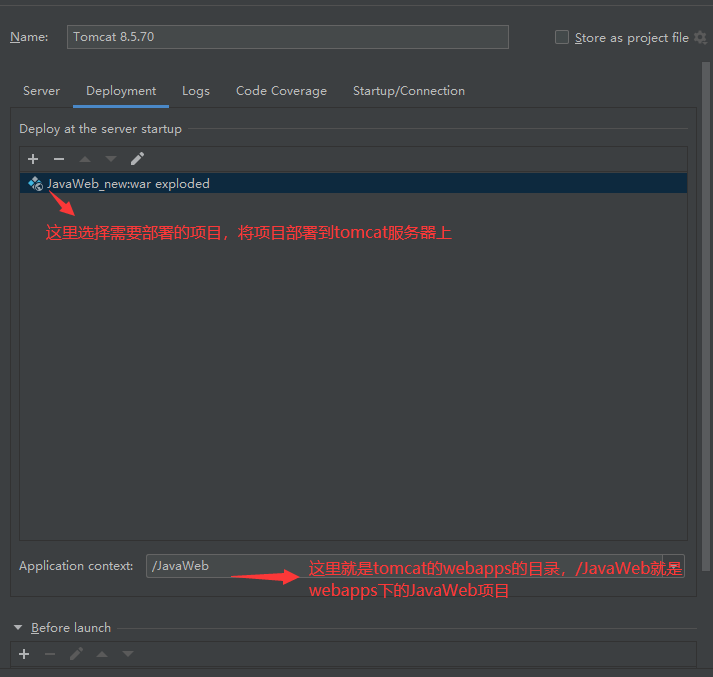 Name: Tomcat 8.5.70 Store as project file
Server Deployment Logs Code Coverage Startup/Connection
Deploy at the server startup
JavaWeb_new:war exploded
这里选择需要部署的项目，将项目部署到tomcat服务器上
Application context: /JavaWeb
这里就是tomcat的webapps的目录，/JavaWeb就是
webapps下的JavaWeb项目
Before launch